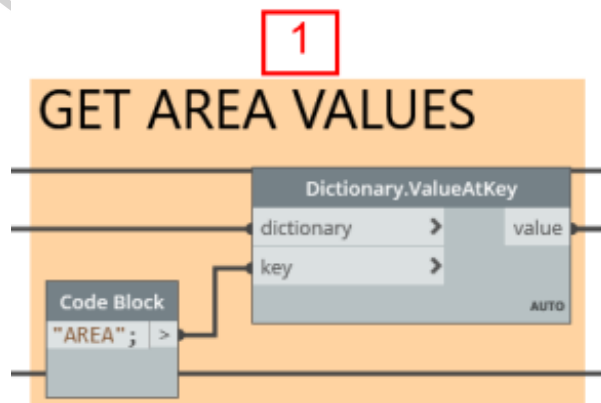 1
GET AREA VALUES
Dictionary.ValueAtKey
dictionary > value
key >
AUTO
Code Block
"AREA"; >